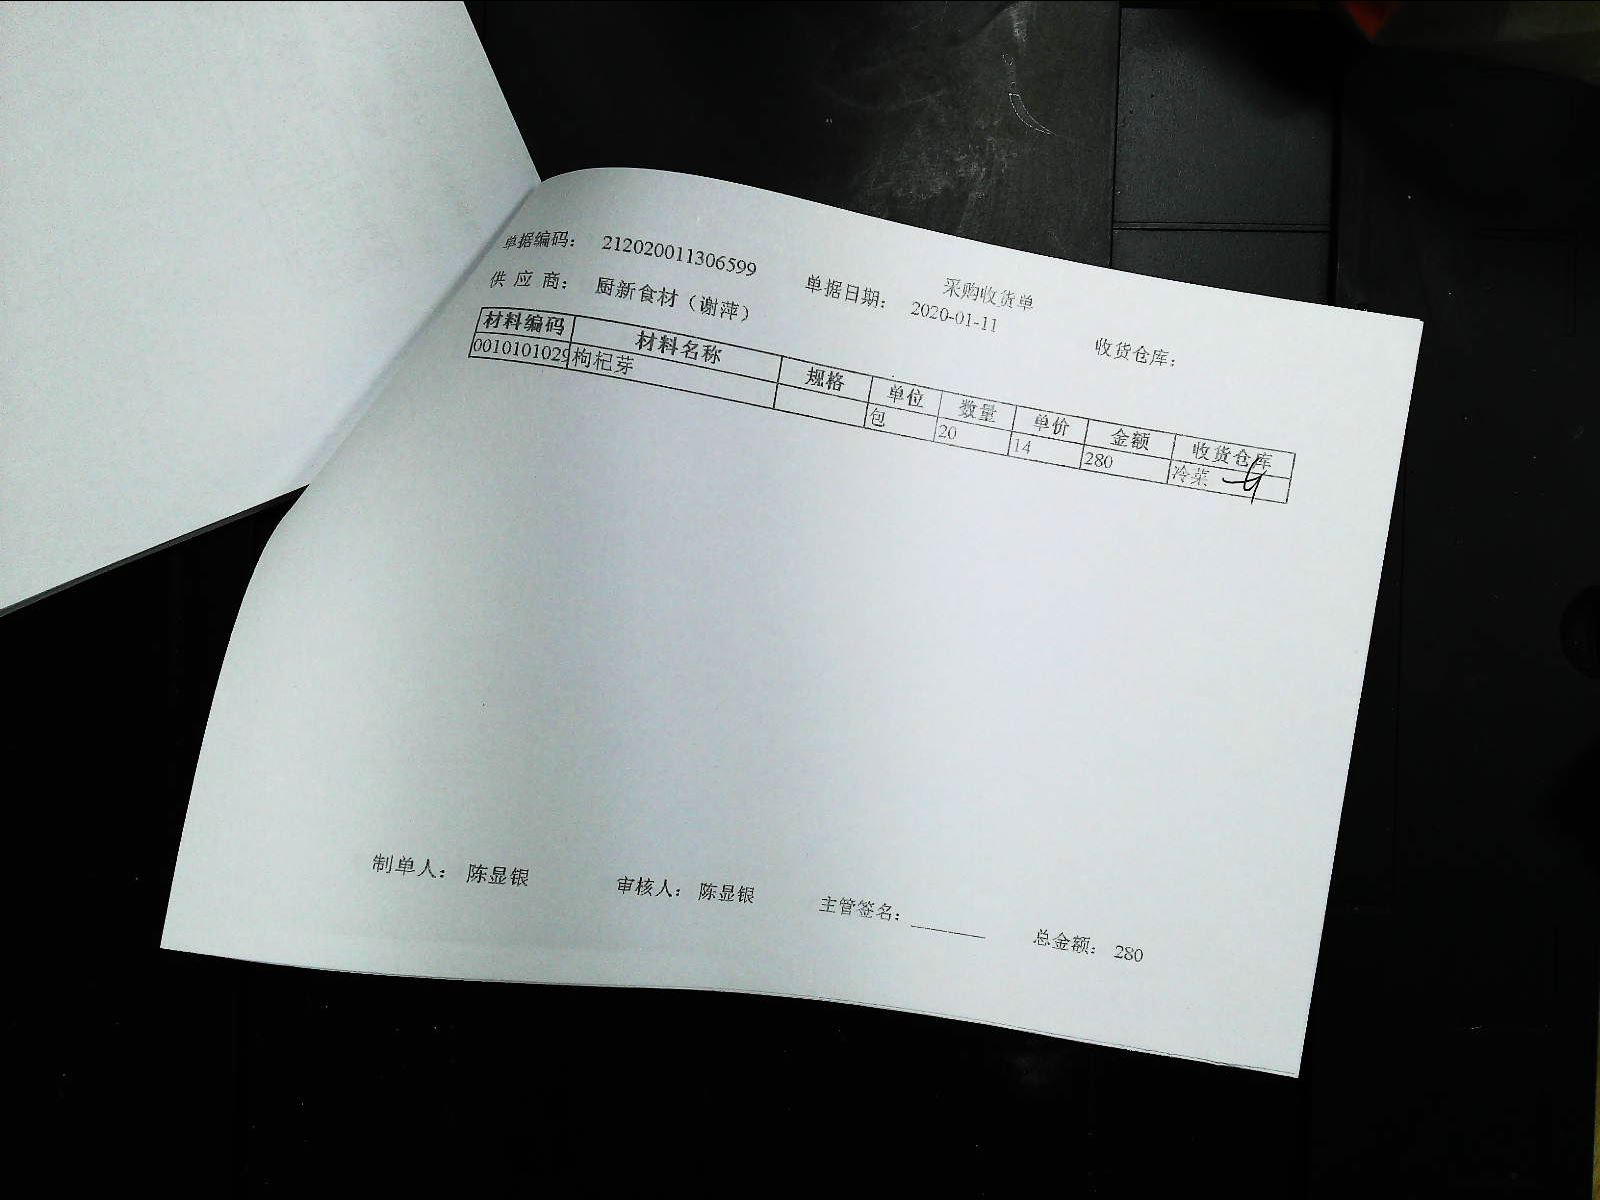 采购收货单
单据编码： 212020011306599 单据日期： 2020-01-11 收货仓库：
供 应 商： 厨新食材（谢萍）
材料编码 材料名称 规格 单位 数量 单价 金额 收货仓库
0010101029 枸杞芽 包 20 14 280 冷菜
制单人： 陈显银 审核人： 陈显银 主管签名： 总金额： 280